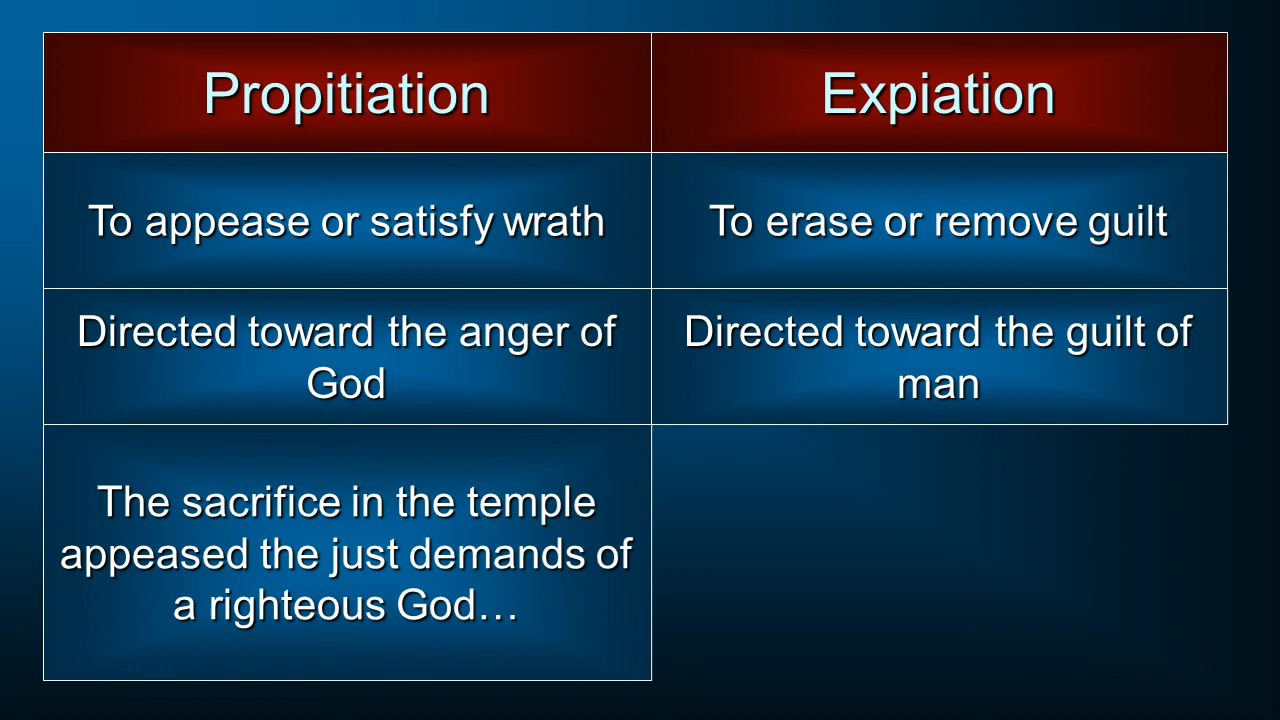 Propitiation
Expiation
To appease or satisfy wrath
To erase or remove guilt
Directed toward the anger of
God
Directed toward the guilt of
man
The sacrifice in the temple
appeased the just demands of
a righteous God…